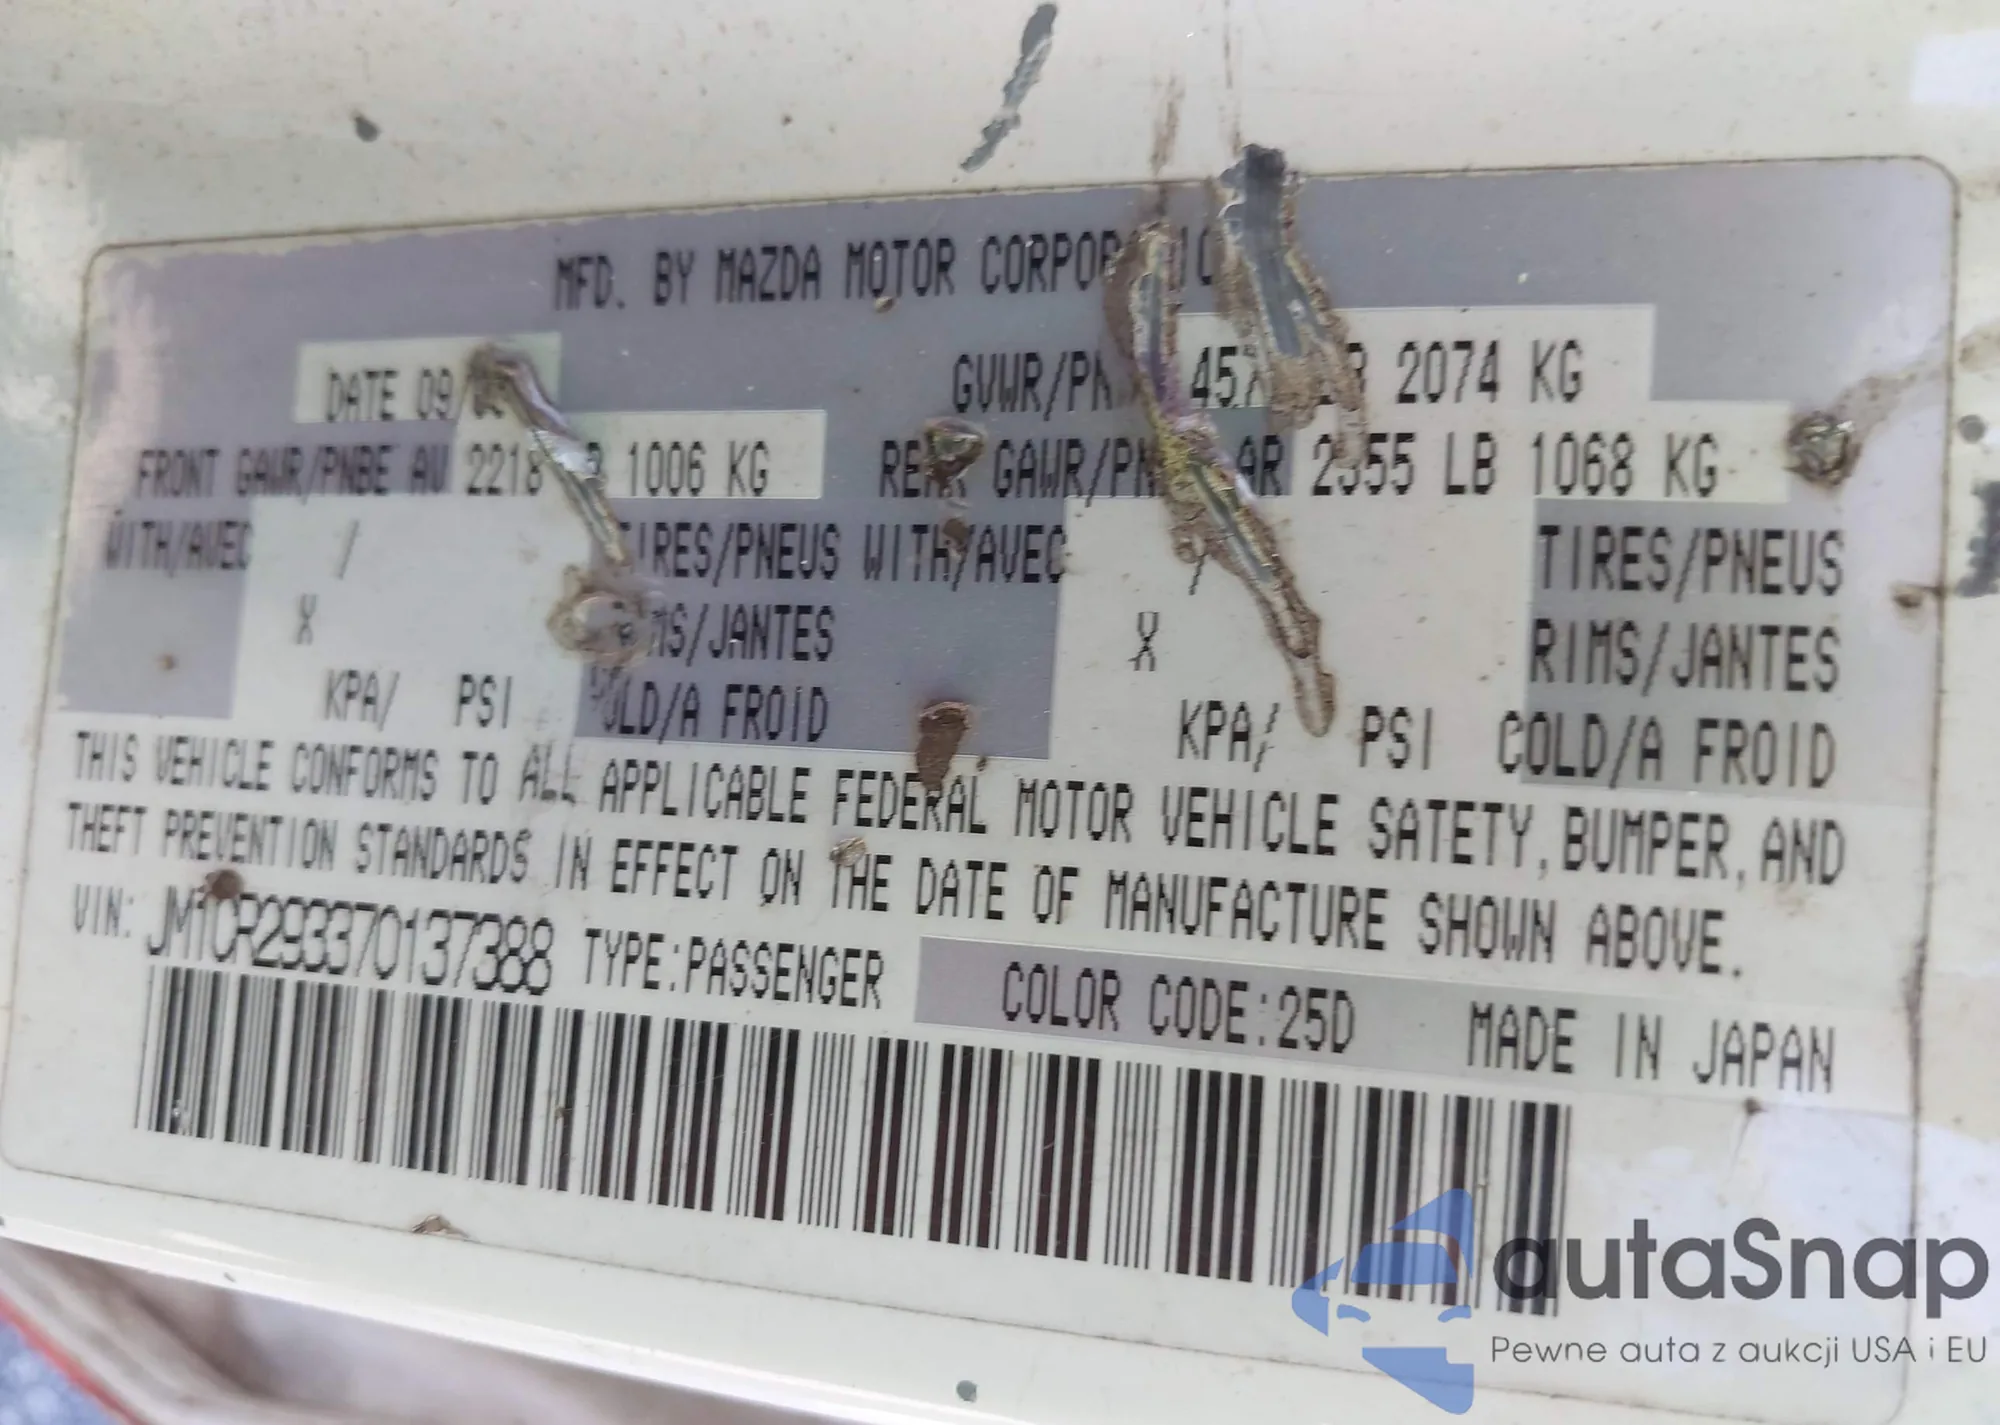 MFD. BY MAZDA MOTOR
DATE
GVWR/PN 2074 KG
FRONT GAWR/PNBE AV 2218 1006 KG REAR GAWR/PN AR 2355 LB 1068 KG
WITH/AVEC / TIRES/PNEUS WITH/AVEC / TIRES/PNEUS
X RIMS/JANTES X RIMS/JANTES
KPA/ PSI COLD/A FROID KPA/ PSI COLD/A FROID
THIS VEHICLE CONFORMS TO ALL APPLICABLE FEDERAL MOTOR VEHICLE SATETY, BUMPER, AND
THEFT PREVENTION STANDARDS IN EFFECT ON THE DATE OF MANUFACTURE SHOWN ABOVE.
VIN: JM1CR293370137388 TYPE:PASSENGER COLOR CODE:25D MADE IN JAPAN
autaSnap
Pewne auta z aukcji USA i EU